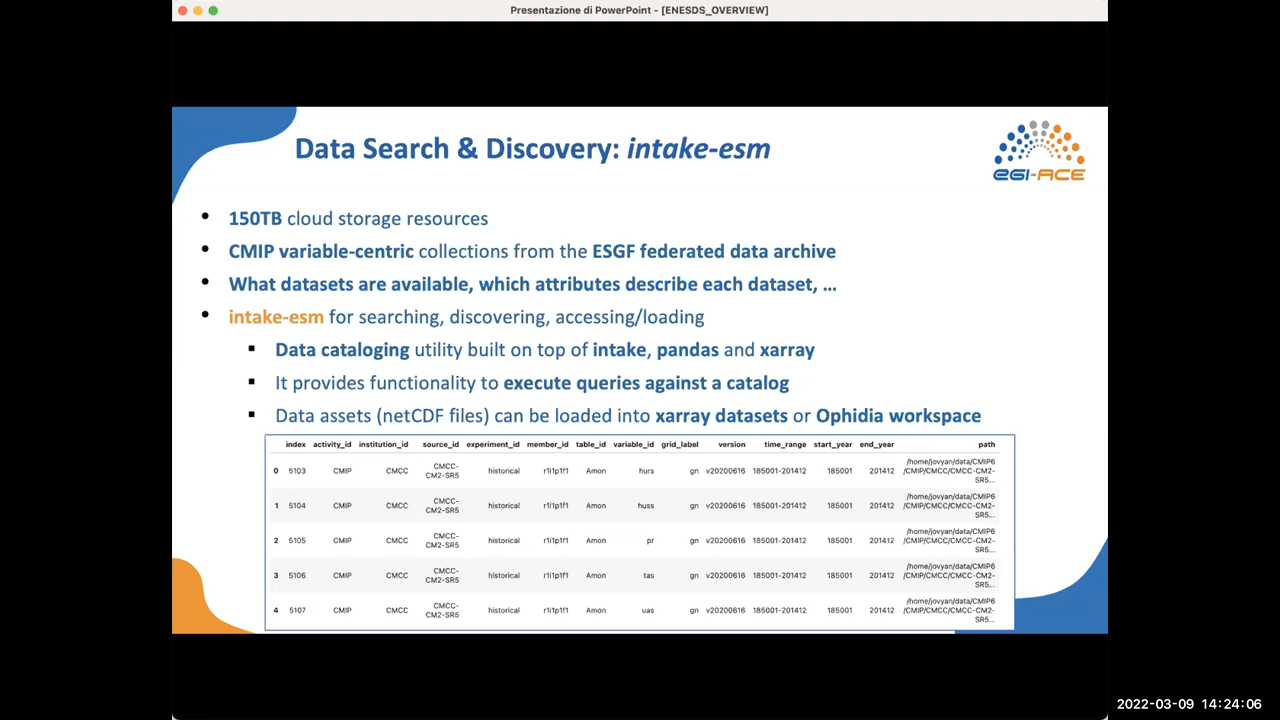 Presentazione di PowerPoint - [ENESDS_OVERVIEW]
Data Search & Discovery: intake-esm
EGI-ACE
• 150TB cloud storage resources
• CMIP variable-centric collections from the ESGF federated data archive
• What datasets are available, which attributes describe each dataset, ...
• intake-esm for searching, discovering, accessing/loading
▪ Data cataloging utility built on top of intake, pandas and xarray
▪ It provides functionality to execute queries against a catalog
▪ Data assets (netCDF files) can be loaded into xarray datasets or Ophidia workspace
index activity_id institution_id source_id experiment_id member_id table_id variable_id grid_label version time_range start_year end_year path
0 5103 CMIP CMCC CMCC-CM2-SR5 historical r1i1p1f1 Amon hurs gn v20200616 185001-201412 185001 201412 /home/jovyan/data/CMIP6/CMIP/CMCC/CMCC-CM2-SR5...
1 5104 CMIP CMCC CMCC-CM2-SR5 historical r1i1p1f1 Amon huss gn v20200616 185001-201412 185001 201412 /home/jovyan/data/CMIP6/CMIP/CMCC/CMCC-CM2-SR5...
2 5105 CMIP CMCC CMCC-CM2-SR5 historical r1i1p1f1 Amon pr gn v20200616 185001-201412 185001 201412 /home/jovyan/data/CMIP6/CMIP/CMCC/CMCC-CM2-SR5...
3 5106 CMIP CMCC CMCC-CM2-SR5 historical r1i1p1f1 Amon tas gn v20200616 185001-201412 185001 201412 /home/jovyan/data/CMIP6/CMIP/CMCC/CMCC-CM2-SR5...
4 5107 CMIP CMCC CMCC-CM2-SR5 historical r1i1p1f1 Amon uas gn v20200616 185001-201412 185001 201412 /home/jovyan/data/CMIP6/CMIP/CMCC/CMCC-CM2-SR5...
2022-03-09 14:24:06